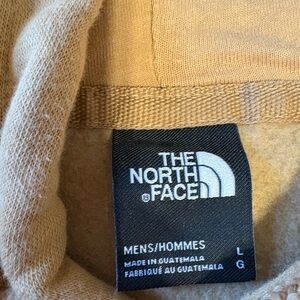 THE
NORTH
FACE
MENS/HOMMES L
MADE IN GUATEMALA G
FABRIQUÉ AU GUATEMALA